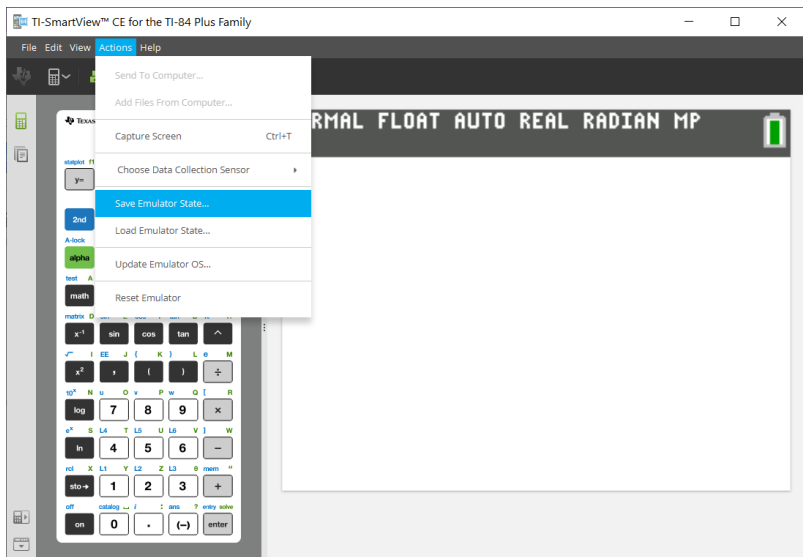 TI-SmartView™ CE for the TI-84 Plus Family
File Edit View Actions Help
Send To Computer...
Add Files From Computer...
Capture Screen Ctrl+T
Choose Data Collection Sensor
Save Emulator State...
Load Emulator State...
Update Emulator OS...
Reset Emulator
RMAL FLOAT AUTO REAL RADIAN MP
TEXAS
statplot f1
y=
2nd
A-lock
alpha
test A
math
matrix D
x⁻¹ sin cos tan ^
√ I EE J { K } L e M
x² , ( ) ÷
10ˣ N u O v P w Q [ R
log 7 8 9 ×
eˣ S L4 T L5 U L6 V ] W
ln 4 5 6 −
rcl X L1 Y L2 Z L3 θ mem "
sto→ 1 2 3 +
off catalog i : ans ? entry solve
on 0 . (−) enter